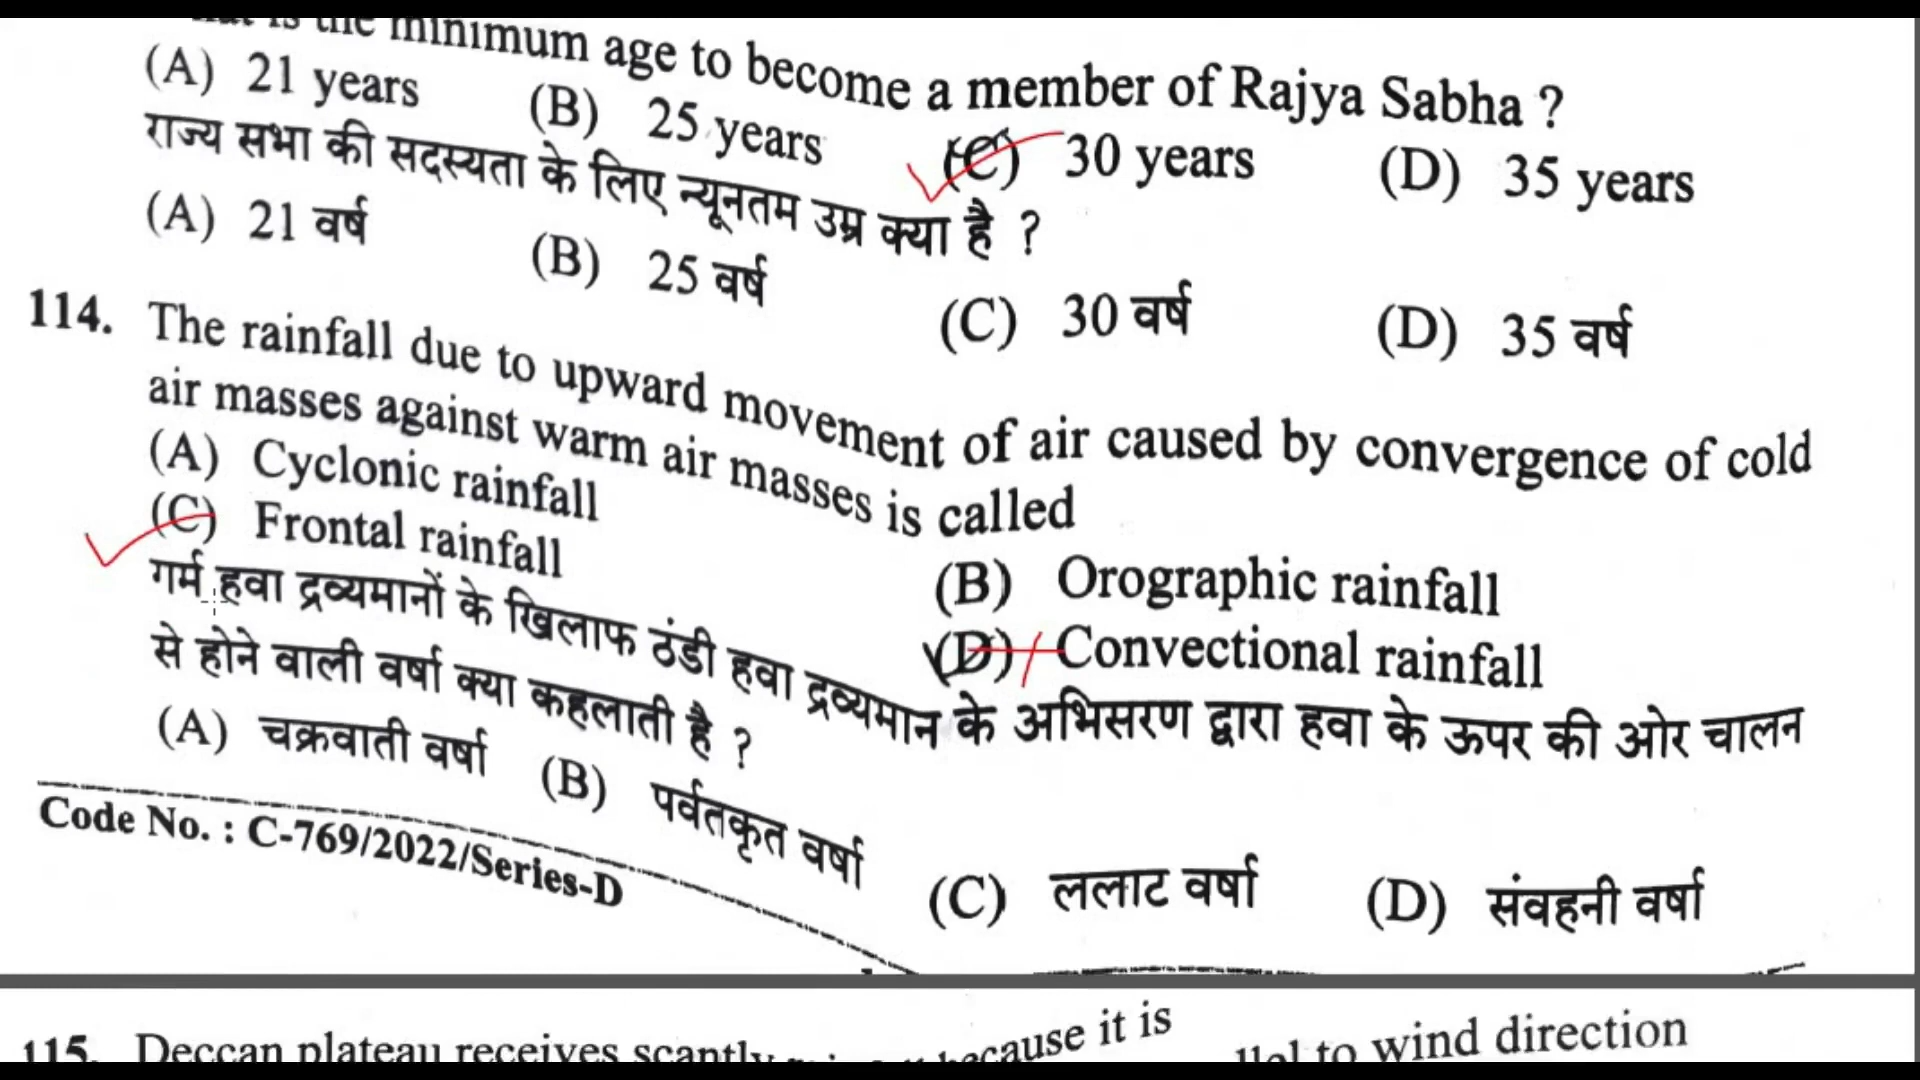 is the minimum age to become a member of Rajya Sabha ?
(A) 21 years (B) 25 years (C) 30 years (D) 35 years
राज्य सभा की सदस्यता के लिए न्यूनतम उम्र क्या है ?
(A) 21 वर्ष (B) 25 वर्ष (C) 30 वर्ष (D) 35 वर्ष
114. The rainfall due to upward movement of air caused by convergence of cold
air masses against warm air masses is called
(A) Cyclonic rainfall (B) Orographic rainfall
(C) Frontal rainfall (D) Convectional rainfall
गर्म हवा द्रव्यमानों के खिलाफ ठंडी हवा द्रव्यमान के अभिसरण द्वारा हवा के ऊपर की ओर चालन
से होने वाली वर्षा क्या कहलाती है ?
(A) चक्रवाती वर्षा (B) पर्वतकृत वर्षा (C) ललाट वर्षा (D) संवहनी वर्षा
Code No. : C-769/2022/Series-D
115. Deccan plateau receives scantly because it is
to wind direction